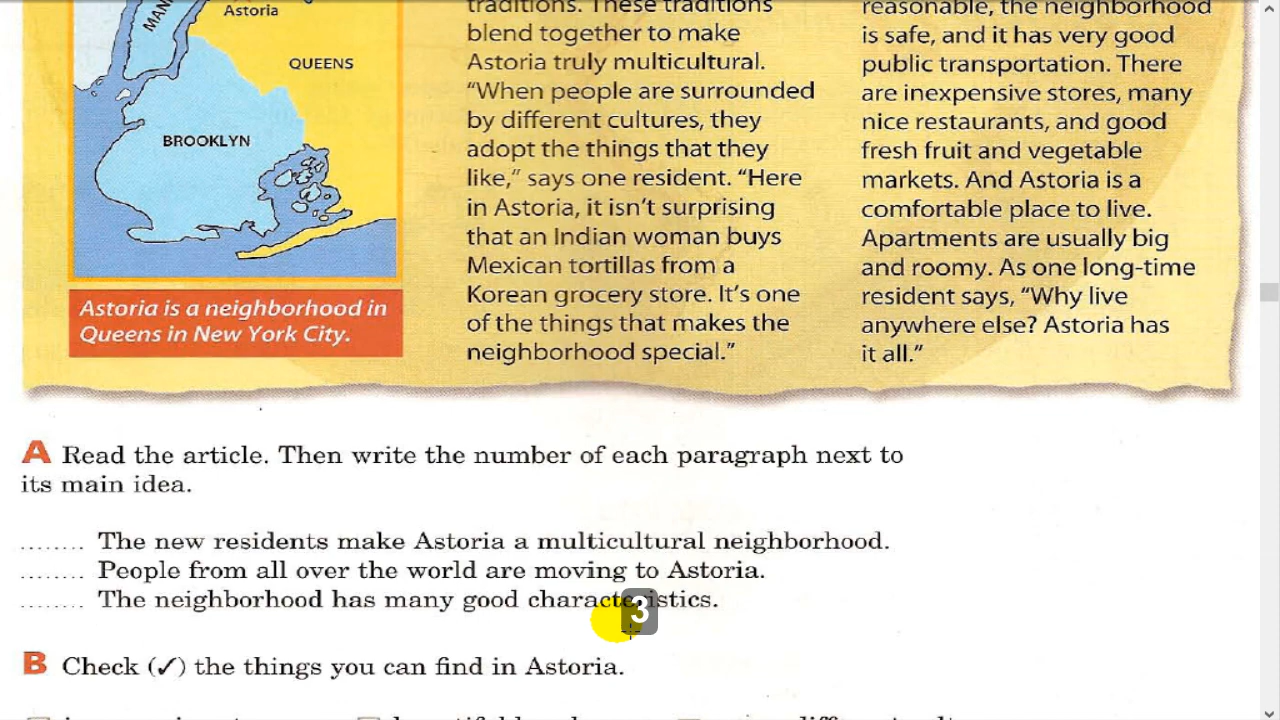 MAN
Astoria
QUEENS
BROOKLYN
Astoria is a neighborhood in
Queens in New York City.
traditions. These traditions
blend together to make
Astoria truly multicultural.
“When people are surrounded
by different cultures, they
adopt the things that they
like,” says one resident. “Here
in Astoria, it isn’t surprising
that an Indian woman buys
Mexican tortillas from a
Korean grocery store. It’s one
of the things that makes the
neighborhood special.”
reasonable, the neighborhood
is safe, and it has very good
public transportation. There
are inexpensive stores, many
nice restaurants, and good
fresh fruit and vegetable
markets. And Astoria is a
comfortable place to live.
Apartments are usually big
and roomy. As one long-time
resident says, “Why live
anywhere else? Astoria has
it all.”
A Read the article. Then write the number of each paragraph next to
its main idea.
........ The new residents make Astoria a multicultural neighborhood.
........ People from all over the world are moving to Astoria.
........ The neighborhood has many good characteristics.
3
B Check (✓) the things you can find in Astoria.